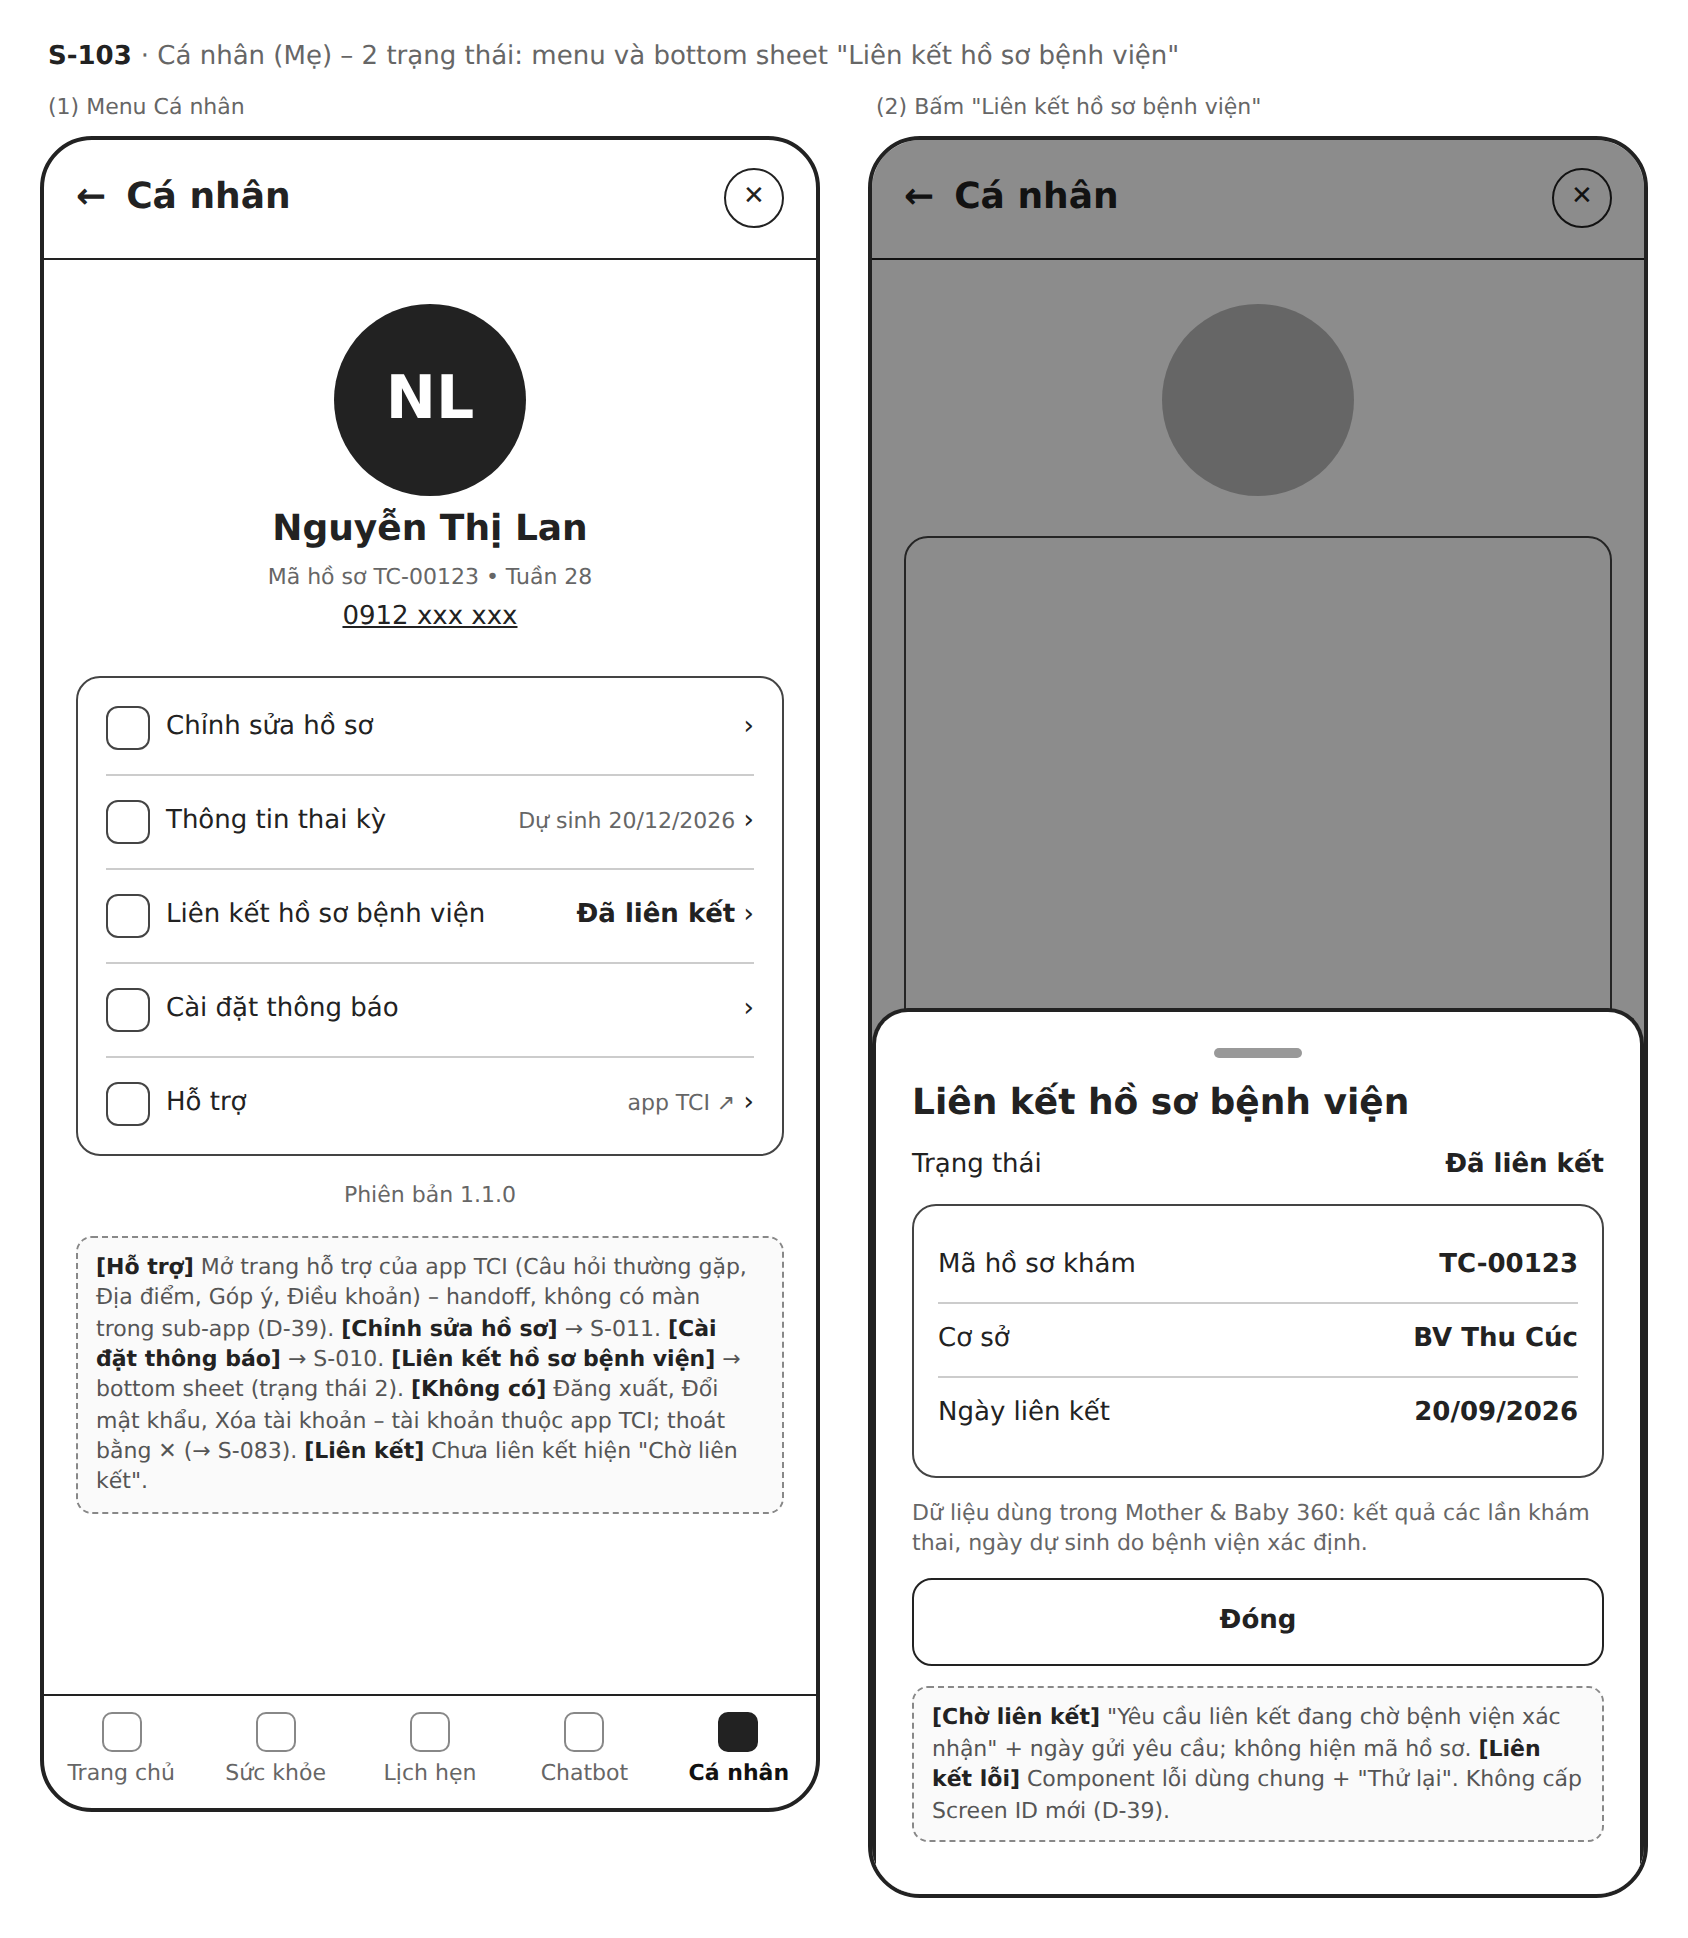 S-103 · Cá nhân (Mẹ) – 2 trạng thái: menu và bottom sheet "Liên kết hồ sơ bệnh viện"
(1) Menu Cá nhân
← Cá nhân ✕
NL
Nguyễn Thị Lan
Mã hồ sơ TC-00123 • Tuần 28
0912 xxx xxx
Chỉnh sửa hồ sơ ›
Thông tin thai kỳ Dự sinh 20/12/2026 ›
Liên kết hồ sơ bệnh viện Đã liên kết ›
Cài đặt thông báo ›
Hỗ trợ app TCI ↗ ›
Phiên bản 1.1.0
[Hỗ trợ] Mở trang hỗ trợ của app TCI (Câu hỏi thường gặp,
Địa điểm, Góp ý, Điều khoản) – handoff, không có màn
trong sub-app (D-39). [Chỉnh sửa hồ sơ] → S-011. [Cài
đặt thông báo] → S-010. [Liên kết hồ sơ bệnh viện] →
bottom sheet (trạng thái 2). [Không có] Đăng xuất, Đổi
mật khẩu, Xóa tài khoản – tài khoản thuộc app TCI; thoát
bằng ✕ (→ S-083). [Liên kết] Chưa liên kết hiện "Chờ liên
kết".
Trang chủ Sức khỏe Lịch hẹn Chatbot Cá nhân
(2) Bấm "Liên kết hồ sơ bệnh viện"
← Cá nhân ✕
Liên kết hồ sơ bệnh viện
Trạng thái Đã liên kết
Mã hồ sơ khám TC-00123
Cơ sở BV Thu Cúc
Ngày liên kết 20/09/2026
Dữ liệu dùng trong Mother & Baby 360: kết quả các lần khám
thai, ngày dự sinh do bệnh viện xác định.
Đóng
[Chờ liên kết] "Yêu cầu liên kết đang chờ bệnh viện xác
nhận" + ngày gửi yêu cầu; không hiện mã hồ sơ. [Liên
kết lỗi] Component lỗi dùng chung + "Thử lại". Không cấp
Screen ID mới (D-39).